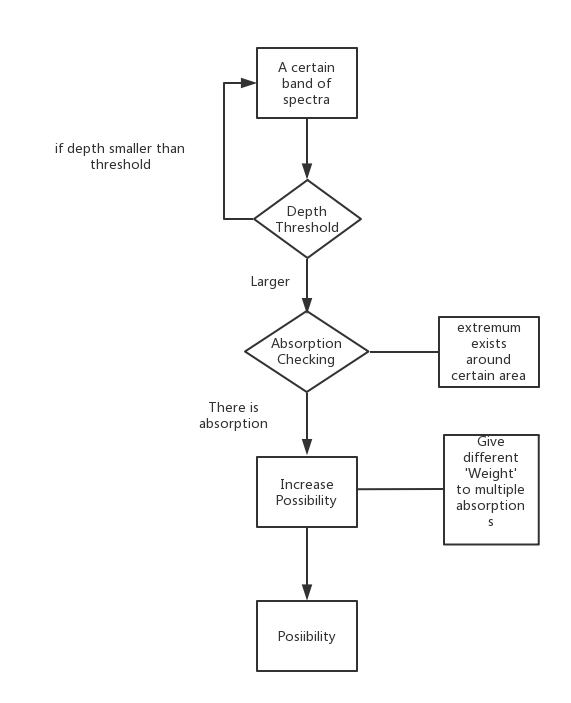 A certain
band of
spectra
if depth smaller than
threshold
Depth
Threshold
Larger
Absorption
Checking
extremum
exists
around
certain area
There is
absorption
Increase
Possibility
Give
different
'Weight'
to multiple
absorption
s
Posiibility